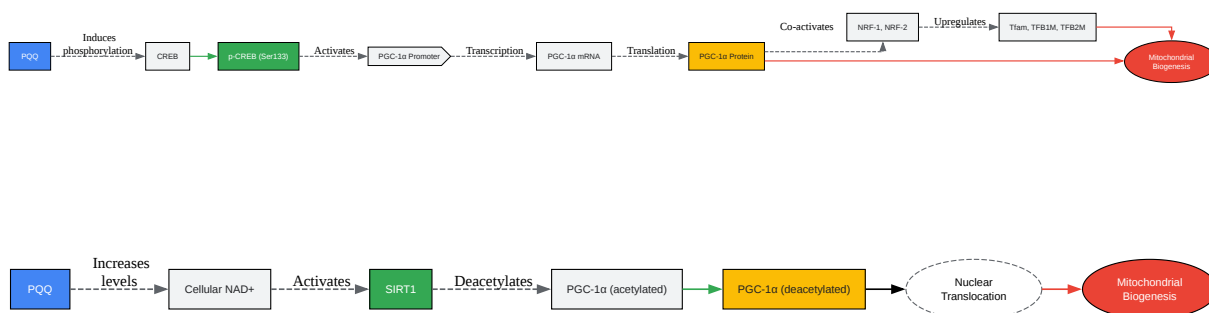 Induces
phosphorylation
Co-activates
Upregulates
NRF-1, NRF-2
Tfam, TFB1M, TFB2M
PQQ
CREB
p-CREB (Ser133)
Activates
PGC-1α Promoter
Transcription
PGC-1α mRNA
Translation
PGC-1α Protein
Mitochondrial
Biogenesis
Increases
levels
PQQ
Cellular NAD+
Activates
SIRT1
Deacetylates
PGC-1α (acetylated)
PGC-1α (deacetylated)
Nuclear
Translocation
Mitochondrial
Biogenesis